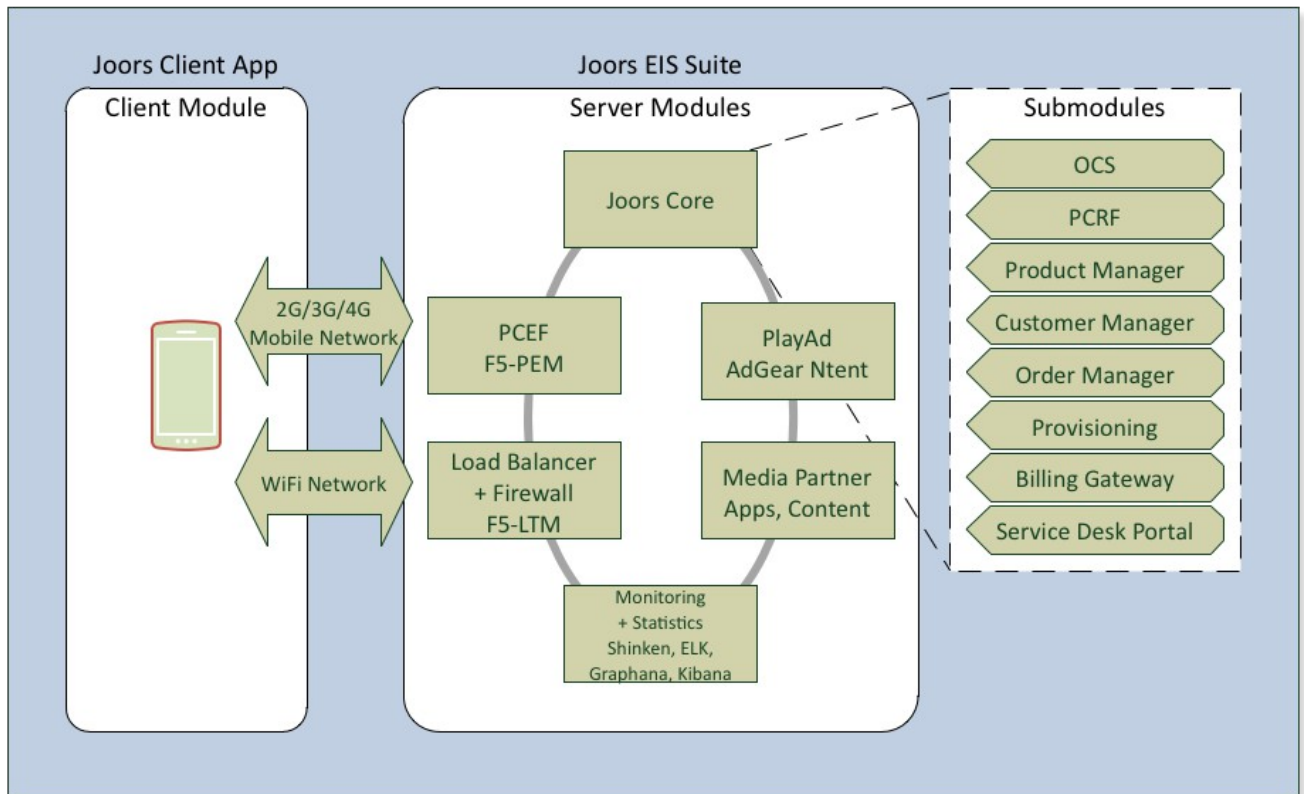 Joors Client App
Client Module
2G/3G/4G
Mobile Network
WiFi Network
Joors EIS Suite
Server Modules
Joors Core
PCEF
F5-PEM
PlayAd
AdGear Ntent
Load Balancer
+ Firewall
F5-LTM
Media Partner
Apps, Content
Monitoring
+ Statistics
Shinken, ELK,
Graphana, Kibana
Submodules
OCS
PCRF
Product Manager
Customer Manager
Order Manager
Provisioning
Billing Gateway
Service Desk Portal